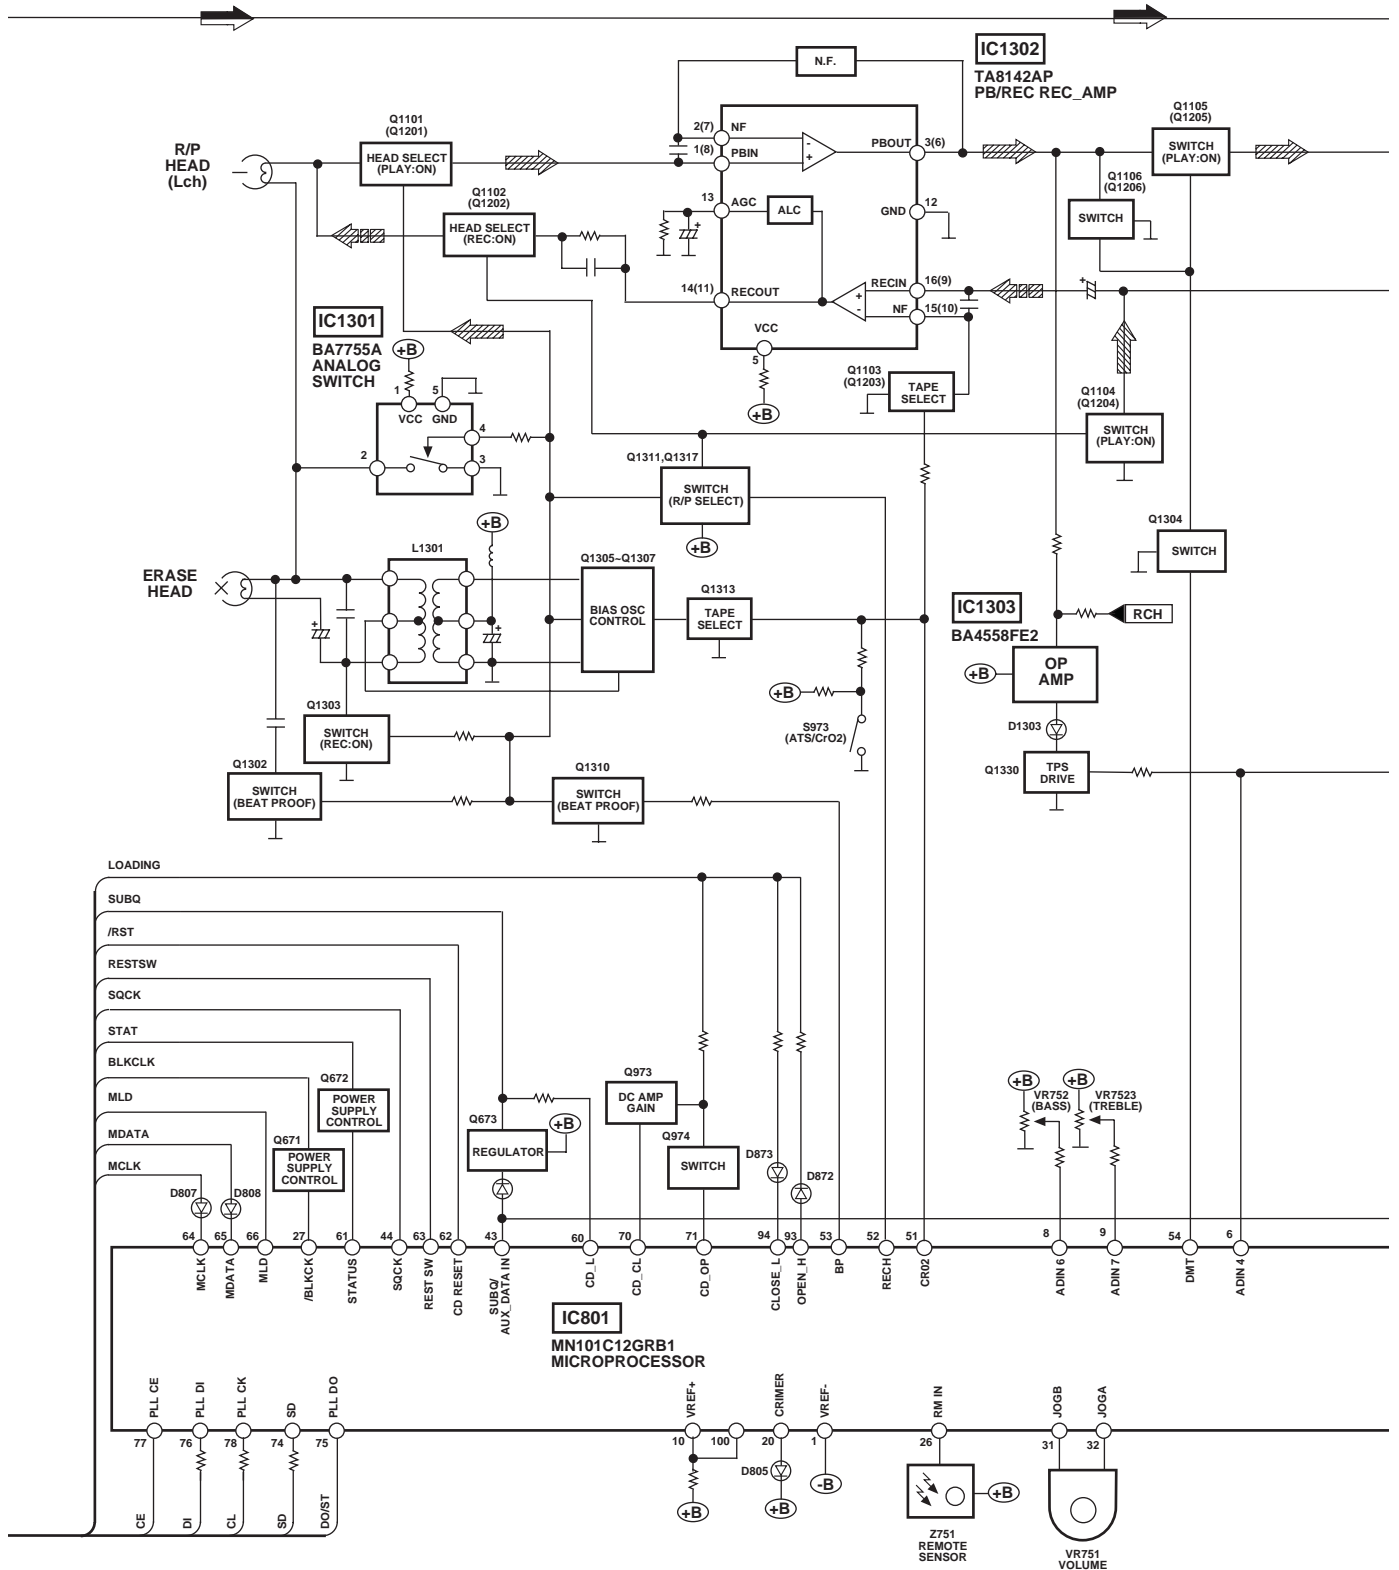 IC1302
TA8142AP
PB/REC REC_AMP
N.F.
Q1101
(Q1201)
HEAD SELECT
(PLAY:ON)
R/P
HEAD
(Lch)
Q1102
(Q1202)
HEAD SELECT
(REC:ON)
2(7)
NF
1(8)
PBIN
-
+
PBOUT
3(6)
13
AGC
ALC
GND
12
+
14(11)
RECOUT
RECIN
16(9)
+
-
NF
15(10)
VCC
5
+B
Q1105
(Q1205)
SWITCH
(PLAY:ON)
Q1106
(Q1206)
SWITCH
+
IC1301
BA7755A
ANALOG
SWITCH
+B
1
5
VCC
GND
4
2
3
Q1103
(Q1203)
TAPE
SELECT
Q1104
(Q1204)
SWITCH
(PLAY:ON)
Q1311,Q1317
SWITCH
(R/P SELECT)
+B
Q1304
SWITCH
ERASE
HEAD
L1301
+B
+
+
Q1305~Q1307
BIAS OSC
CONTROL
Q1313
TAPE
SELECT
IC1303
BA4558FE2
RCH
+B
OP
AMP
D1303
Q1330
TPS
DRIVE
+B
S973
(ATS/CrO2)
Q1303
SWITCH
(REC:ON)
Q1302
SWITCH
(BEAT PROOF)
Q1310
SWITCH
(BEAT PROOF)
LOADING
SUBQ
/RST
RESTSW
SQCK
STAT
BLKCLK
MLD
MDATA
MCLK
Q672
POWER
SUPPLY
CONTROL
Q671
POWER
SUPPLY
CONTROL
D807
D808
Q673
REGULATOR
+B
Q973
DC AMP
GAIN
Q974
SWITCH
D873
D872
+B
VR752
(BASS)
+B
VR7523
(TREBLE)
64
65
66
27
61
44
63
62
43
60
70
71
94
93
53
52
51
8
9
54
6
MCLK
MDATA
MLD
/BLKCK
STATUS
SQCK
REST SW
CD RESET
SUBQ/
AUX_DATA IN
CD_L
CD_CL
CD_OP
CLOSE_L
OPEN_H
BP
RECH
CR02
ADIN 6
ADIN 7
DMT
ADIN 4
IC801
MN101C12GRB1
MICROPROCESSOR
PLL CE
PLL DI
PLL CK
SD
PLL DO
VREF+
CRIMER
VREF-
RM IN
JOGB
JOGA
77
76
78
74
75
10
100
20
1
26
31
32
CE
DI
CL
SD
DO/ST
+B
D805
+B
-B
+B
Z751
REMOTE
SENSOR
VR751
VOLUME